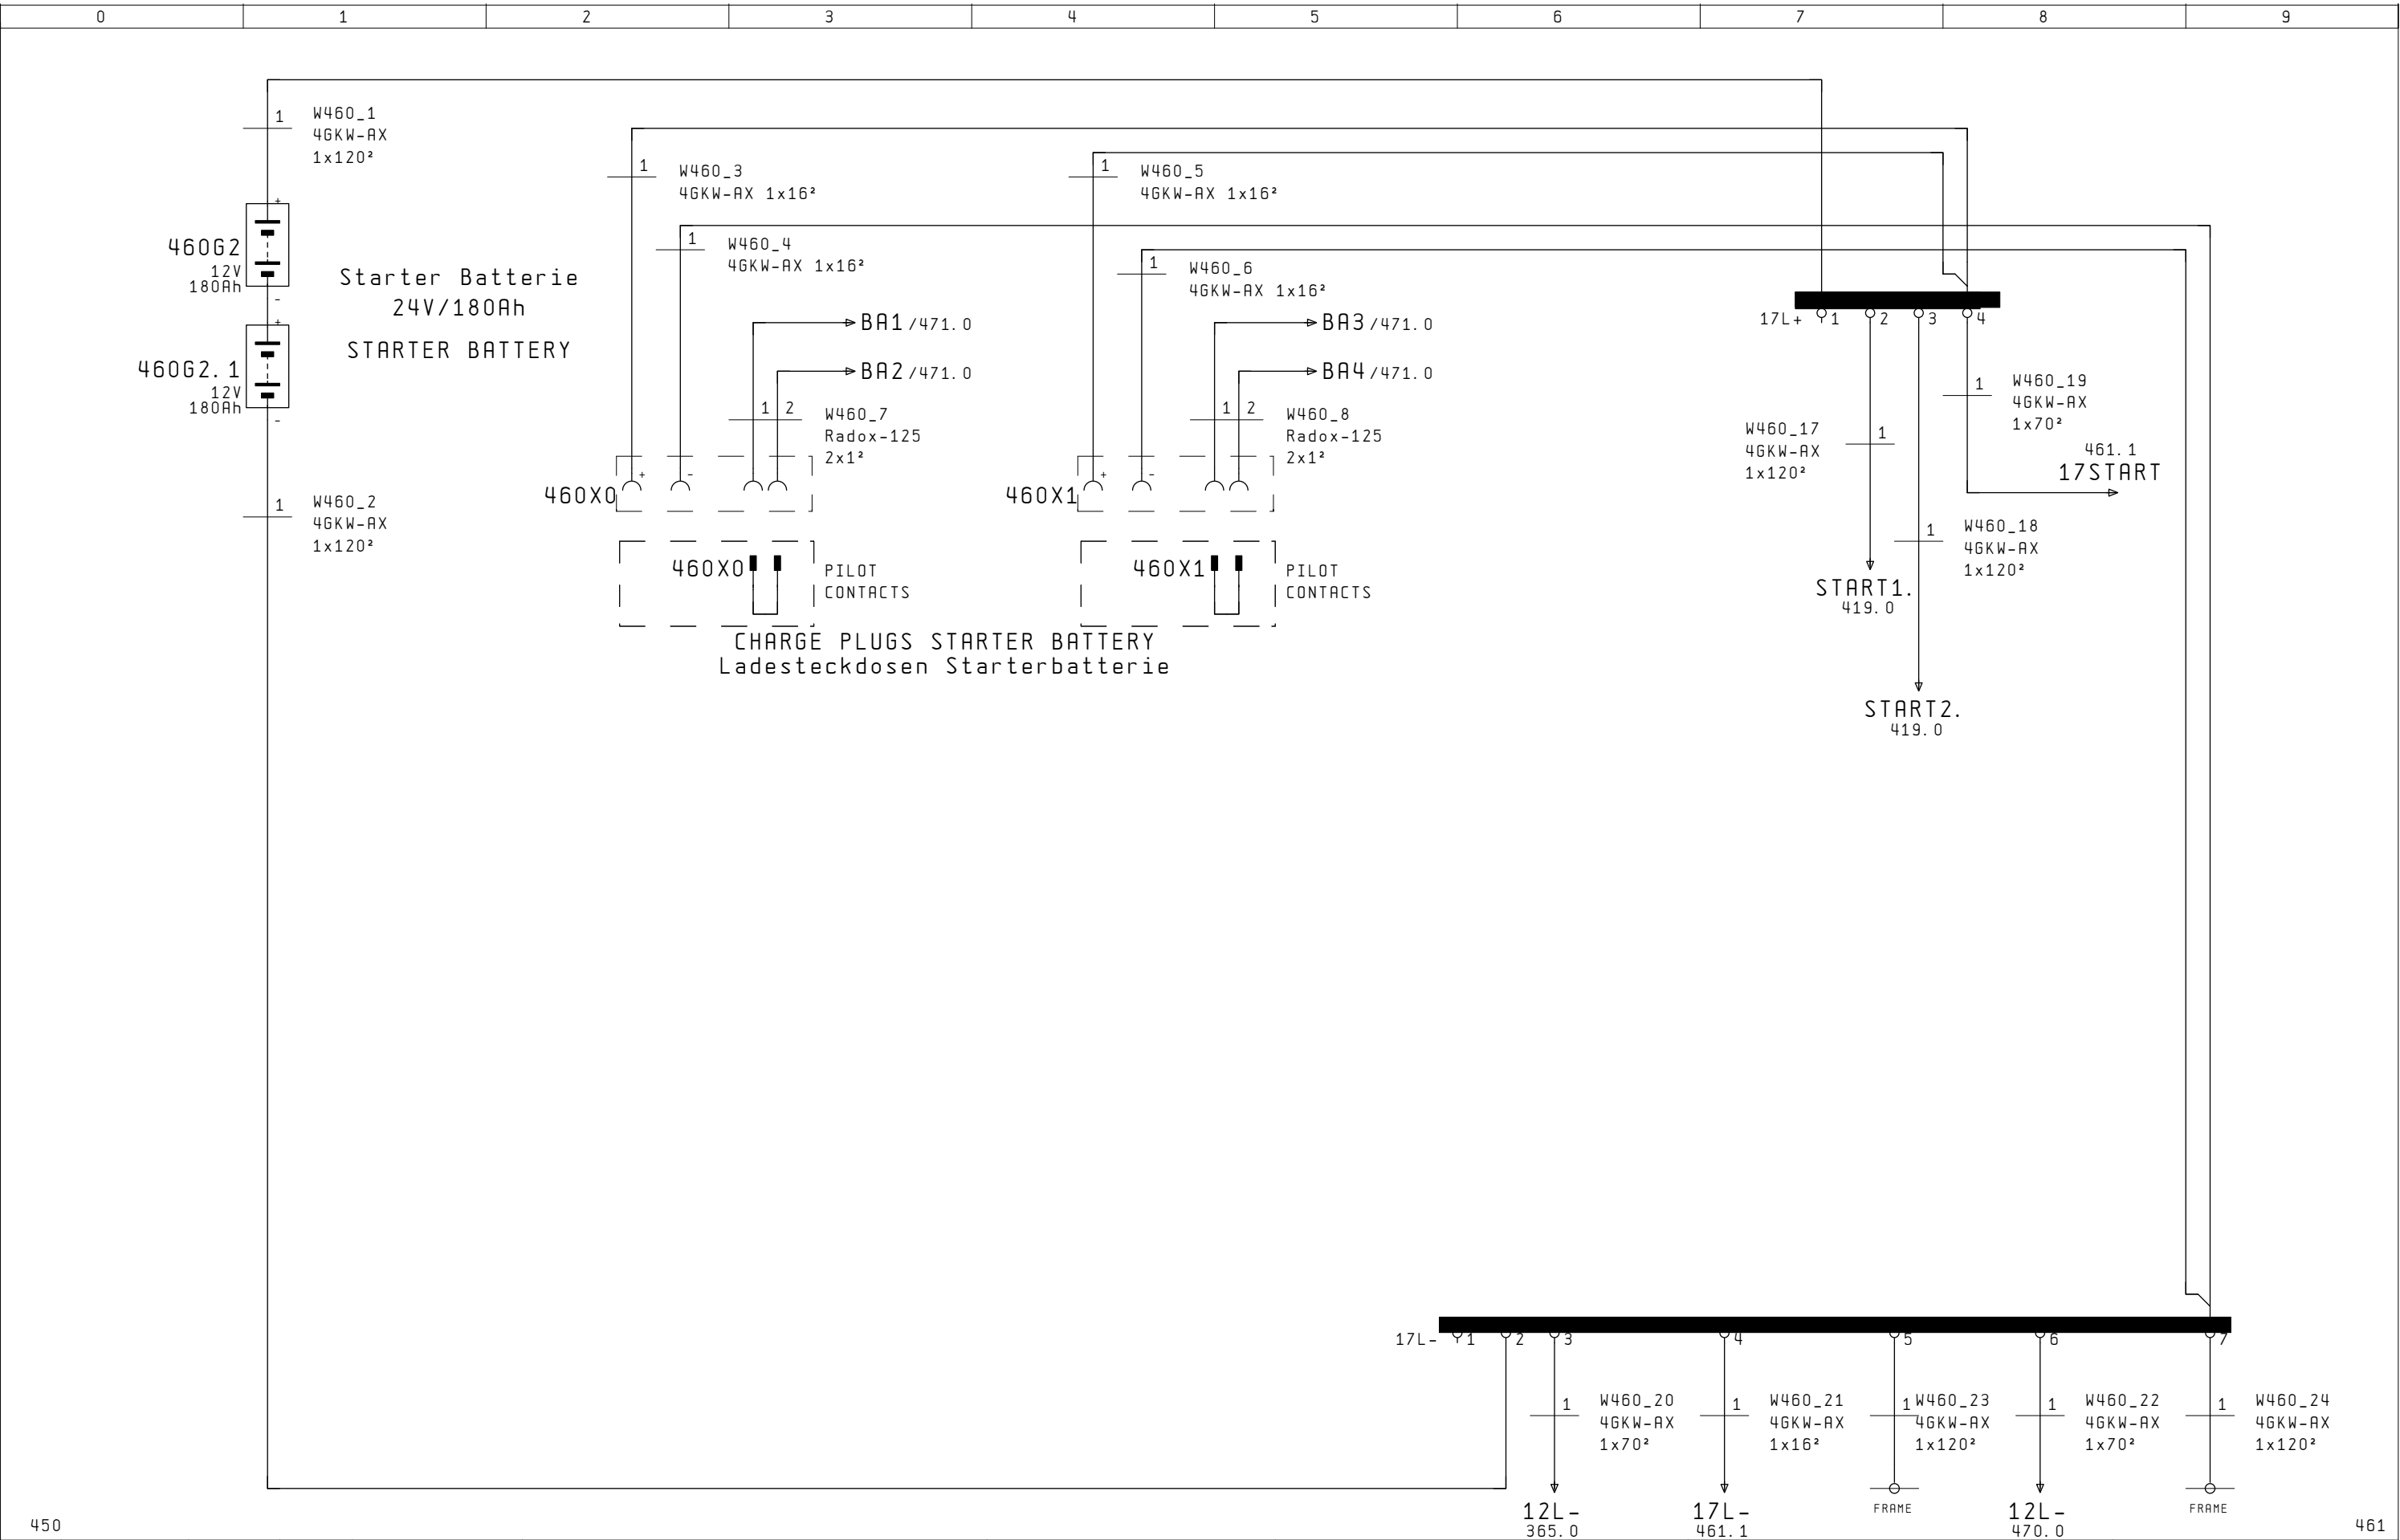 0 1 2 3 4 5 6 7 8 9
1 W460_1
4GKW-AX
1x120²
1 W460_3
4GKW-AX 1x16²
1 W460_5
4GKW-AX 1x16²
1 W460_4
4GKW-AX 1x16²
1 W460_6
4GKW-AX 1x16²
+
460G2
12V
180Ah
-
+
460G2.1
12V
180Ah
-
Starter Batterie
24V/180Ah
STARTER BATTERY
BA1/471.0
BA2/471.0
1 2 W460_7
Radox-125
2x1²
BA3/471.0
BA4/471.0
1 2 W460_8
Radox-125
2x1²
17L+ 1 2 3 4
1 W460_19
4GKW-AX
1x70²
461.1
17START
W460_17 1
4GKW-AX
1x120²
460X0 + -
460X1 + -
1 W460_2
4GKW-AX
1x120²
1 W460_18
4GKW-AX
1x120²
460X0 PILOT
CONTACTS
460X1 PILOT
CONTACTS
START1.
419.0
CHARGE PLUGS STARTER BATTERY
Ladesteckdosen Starterbatterie
START2.
419.0
17L- 1 2 3 4 5 6 7
1 W460_20
4GKW-AX
1x70²
1 W460_21
4GKW-AX
1x16²
1 W460_23
4GKW-AX
1x120²
1 W460_22
4GKW-AX
1x70²
1 W460_24
4GKW-AX
1x120²
12L-
365.0
17L-
461.1
FRAME
12L-
470.0
FRAME
450
461